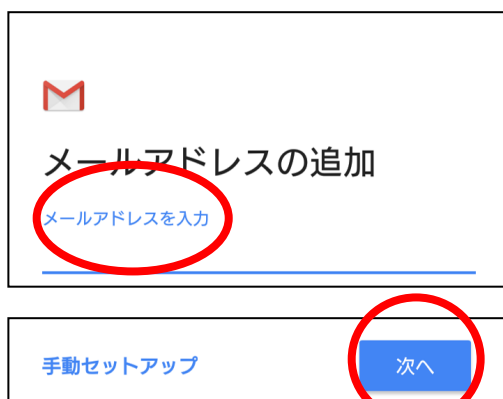 メールアドレスの追加
メールアドレスを入力
手動セットアップ 次へ